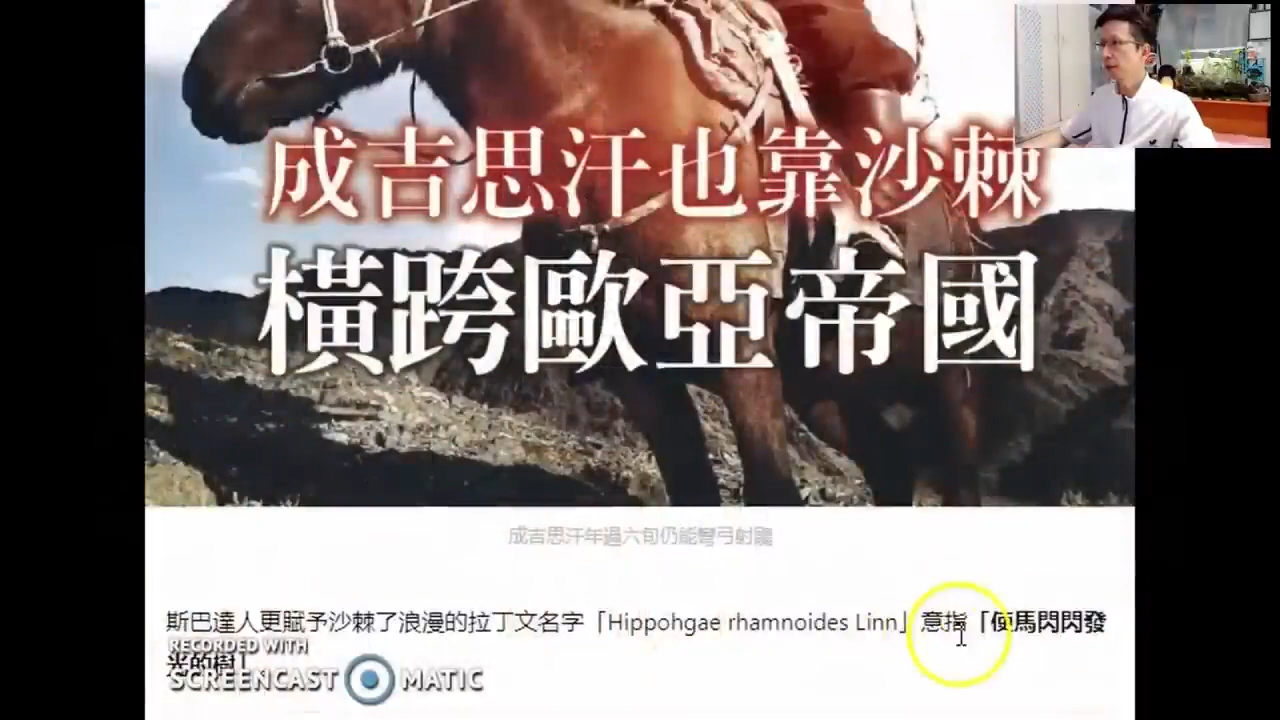 成吉思汗也靠沙棘
橫跨歐亞帝國
成吉思汗年過六旬仍能彎弓射鵰
斯巴達人更賦予沙棘了浪漫的拉丁文名字「Hippohgae rhamnoides Linn」意指「使馬閃閃發
光的樹」
RECORDED WITH
SCREENCAST MATIC